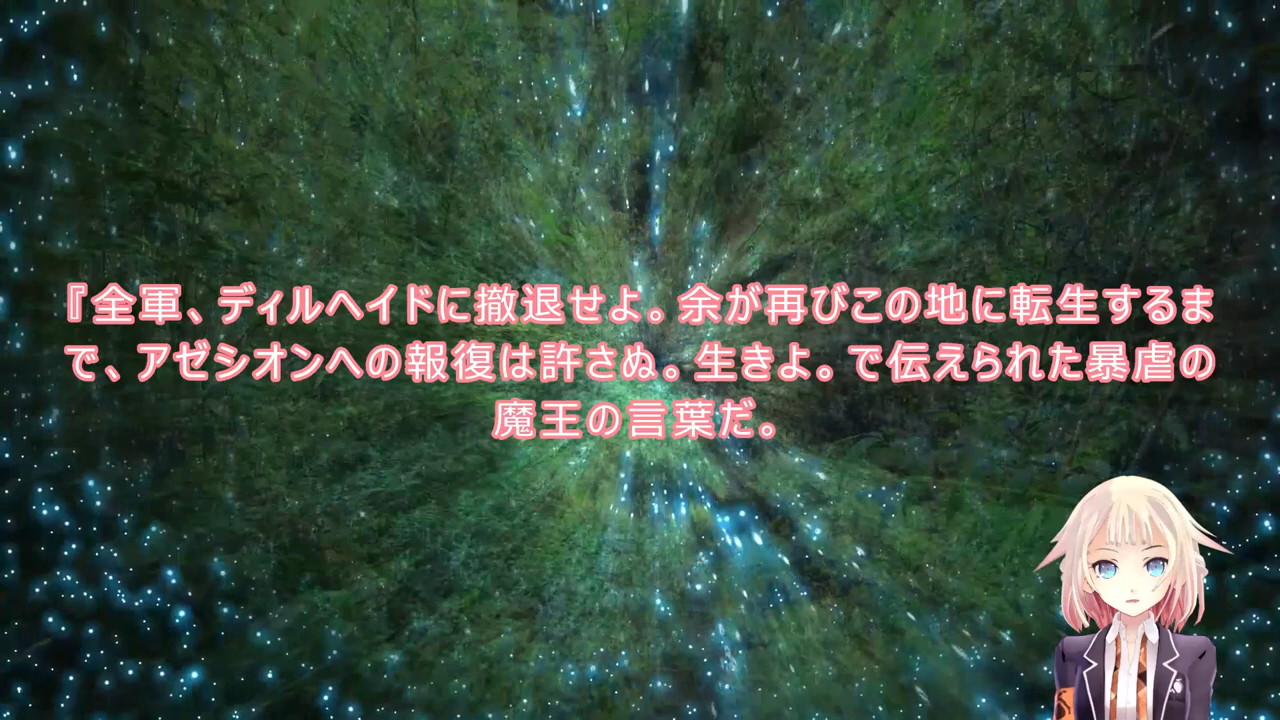 『全軍、ディルヘイドに撤退せよ。余が再びこの地に転生するま
で、アゼシオンへの報復は許さぬ。生きよ。で伝えられた暴虐の
魔王の言葉だ。